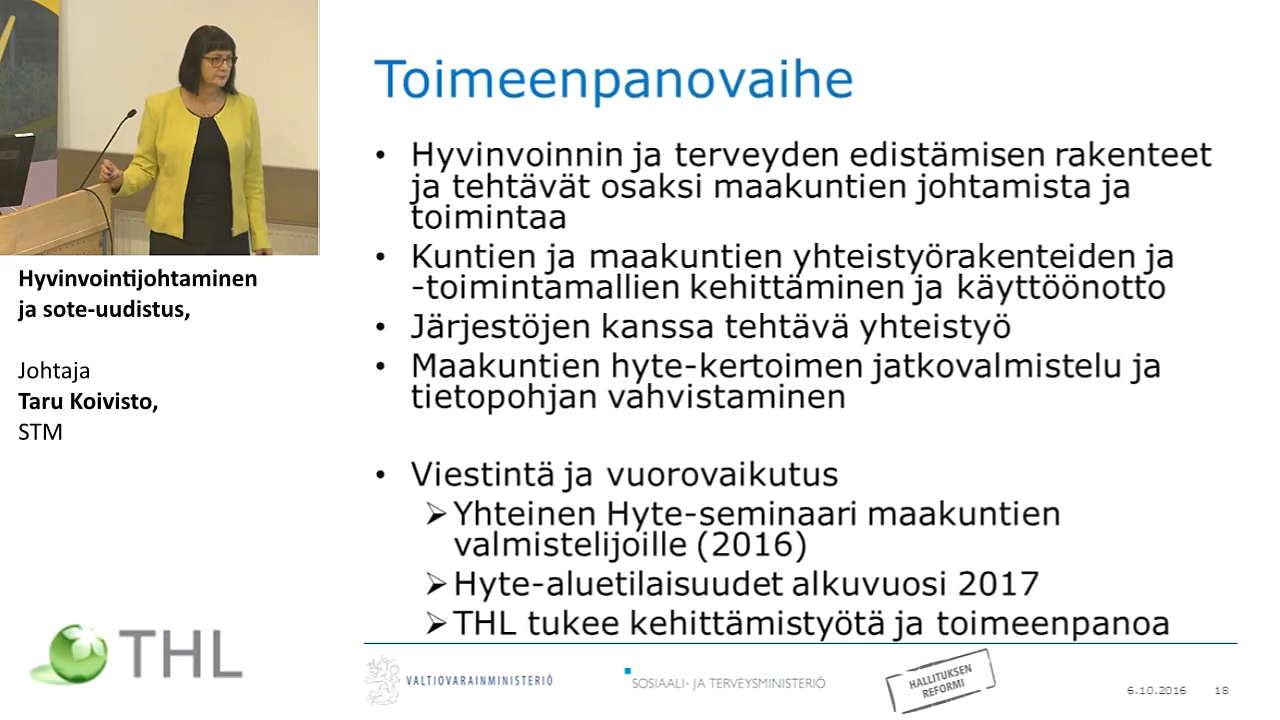 Toimeenpanovaihe
• Hyvinvoinnin ja terveyden edistämisen rakenteet
ja tehtävät osaksi maakuntien johtamista ja
toimintaa
• Kuntien ja maakuntien yhteistyörakenteiden ja
-toimintamallien kehittäminen ja käyttöönotto
• Järjestöjen kanssa tehtävä yhteistyö
• Maakuntien hyte-kertoimen jatkovalmistelu ja
tietopohjan vahvistaminen
• Viestintä ja vuorovaikutus
➢ Yhteinen Hyte-seminaari maakuntien
valmistelijoille (2016)
➢ Hyte-aluetilaisuudet alkuvuosi 2017
➢ THL tukee kehittämistyötä ja toimeenpanoa
Hyvinvointijohtaminen
ja sote-uudistus,
Johtaja
Taru Koivisto,
STM
THL
VALTIOVARAINMINISTERIÖ
SOSIAALI- JA TERVEYSMINISTERIÖ
HALLITUKSEN
REFORMI
6.10.2016 18